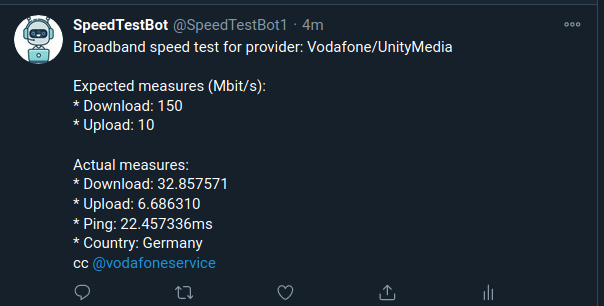 SpeedTestBot @SpeedTestBot1 · 4m
Broadband speed test for provider: Vodafone/UnityMedia
Expected measures (Mbit/s):
* Download: 150
* Upload: 10
Actual measures:
* Download: 32.857571
* Upload: 6.686310
* Ping: 22.457336ms
* Country: Germany
cc @vodafoneservice